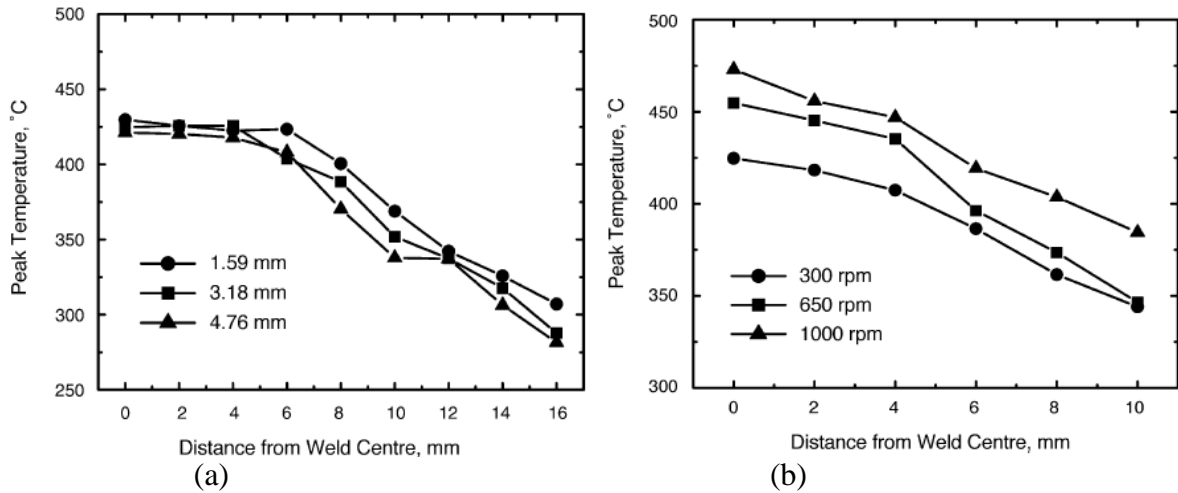 500
450
400
350
300
250
Peak Temperature, ˚C
1.59 mm
3.18 mm
4.76 mm
0 2 4 6 8 10 12 14 16
Distance from Weld Centre, mm
(a)
500
450
400
350
300
Peak Temperature, ˚C
300 rpm
650 rpm
1000 rpm
0 2 4 6 8 10
Distance from Weld Centre, mm
(b)